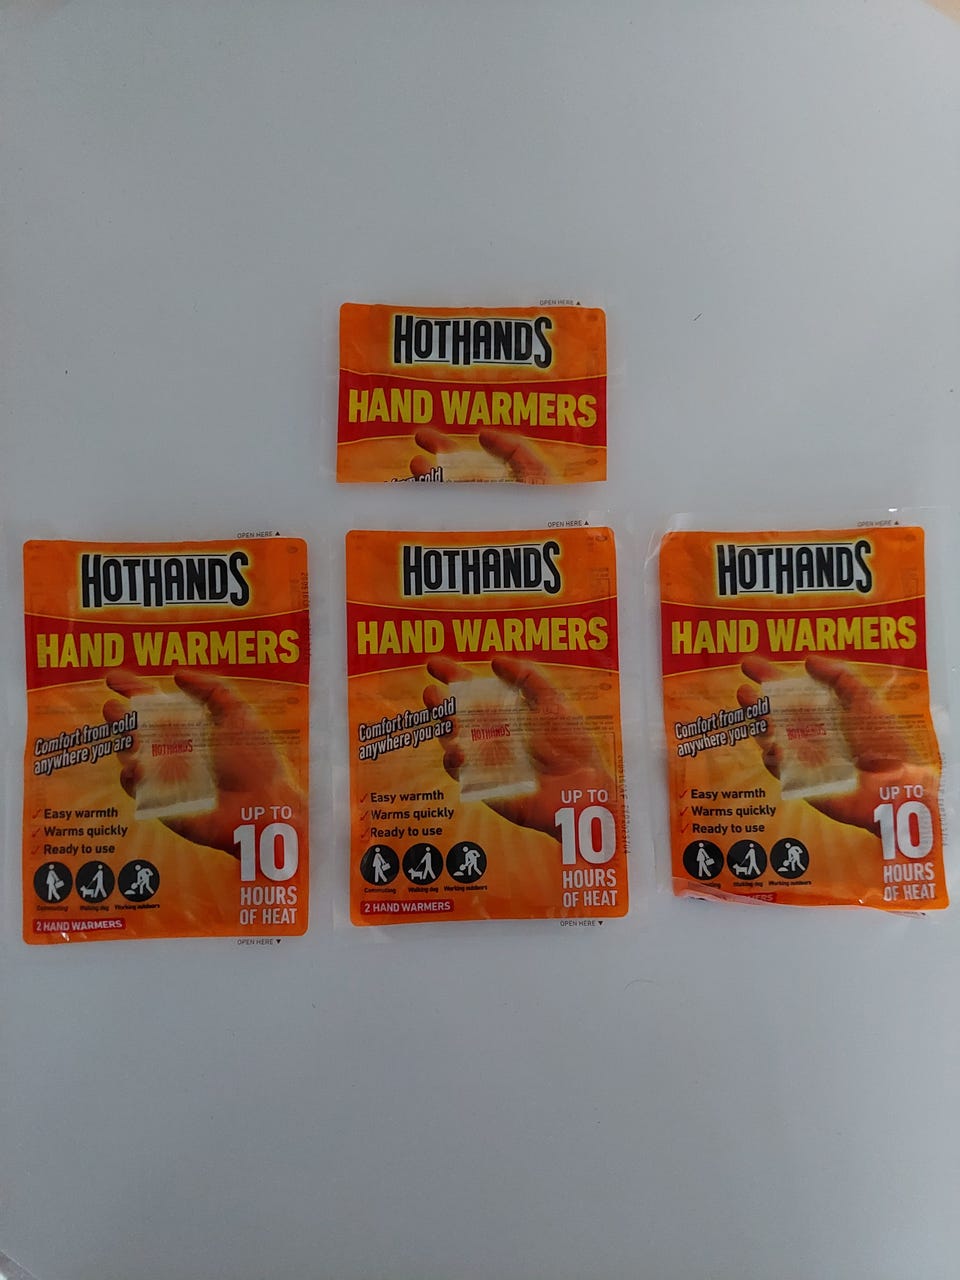 OPEN HERE ▲
HOTHANDS
HAND WARMERS
from cold
OPEN HERE ▲
HOTHANDS
HAND WARMERS
Comfort from cold
anywhere you are
HOTHANDS
✓ Easy warmth
✓ Warms quickly
✓ Ready to use
Commuting Walking dog Working outdoors
2 HAND WARMERS
UP TO
10
HOURS
OF HEAT
OPEN HERE ▼
OPEN HERE ▲
HOTHANDS
HAND WARMERS
Comfort from cold
anywhere you are
HOTHANDS
✓ Easy warmth
✓ Warms quickly
✓ Ready to use
Commuting Walking dog Working outdoors
2 HAND WARMERS
UP TO
10
HOURS
OF HEAT
OPEN HERE ▼
OPEN HERE ▲
HOTHANDS
HAND WARMERS
Comfort from cold
anywhere you are
HOTHANDS
✓ Easy warmth
✓ Warms quickly
✓ Ready to use
Commuting Walking dog Working outdoors
UP TO
10
HOURS
OF HEAT